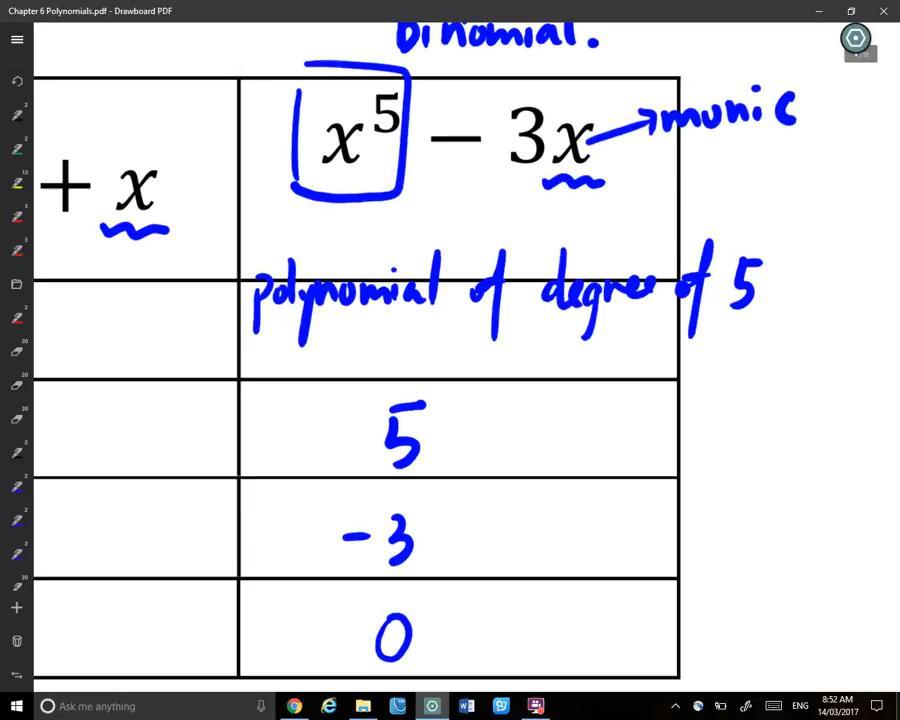 Chapter 6 Polynomials.pdf - Drawboard PDF
Binomial.
+ x
x⁵ − 3x
monic
polynomial of degree of 5
5
-3
0
Ask me anything
ENG
8:52 AM
14/03/2017